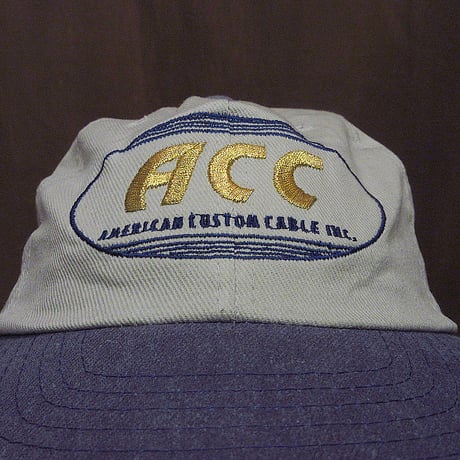 ACC
AMERICAN CUSTOM CABLE INC.